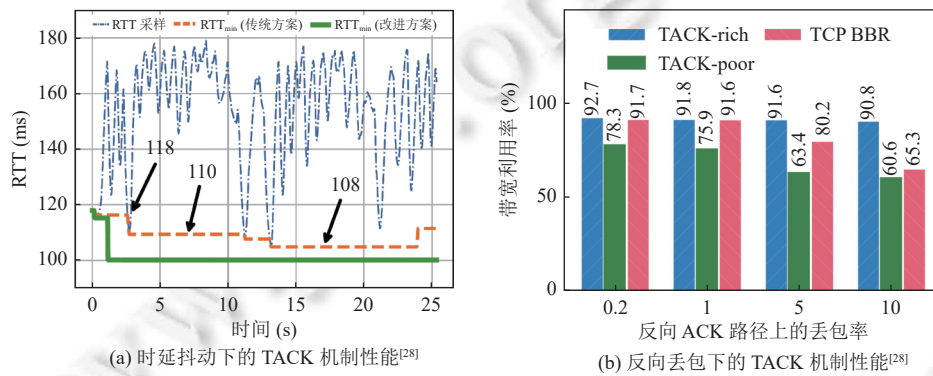 RTT 采样 RTTmin (传统方案) RTTmin (改进方案)
180
160
140
120
100
RTT (ms)
118
110
108
0 5 10 15 20 25
时间 (s)
(a) 时延抖动下的 TACK 机制性能[28]
TACK-rich TCP BBR
TACK-poor
带宽利用率 (%)
100
50
0
92.7 78.3 91.7 91.8 75.9 91.6 91.6 63.4 80.2 90.8 60.6 65.3
0.2 1 5 10
反向 ACK 路径上的丢包率
(b) 反向丢包下的 TACK 机制性能[28]